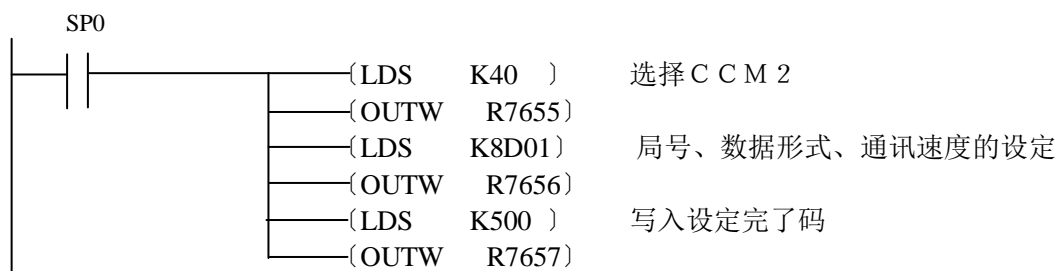 SP0
〔LDS K40 〕 选择ＣＣＭ２
〔OUTW R7655〕
〔LDS K8D01〕 局号、数据形式、通讯速度的设定
〔OUTW R7656〕
〔LDS K500 〕 写入设定完了码
〔OUTW R7657〕